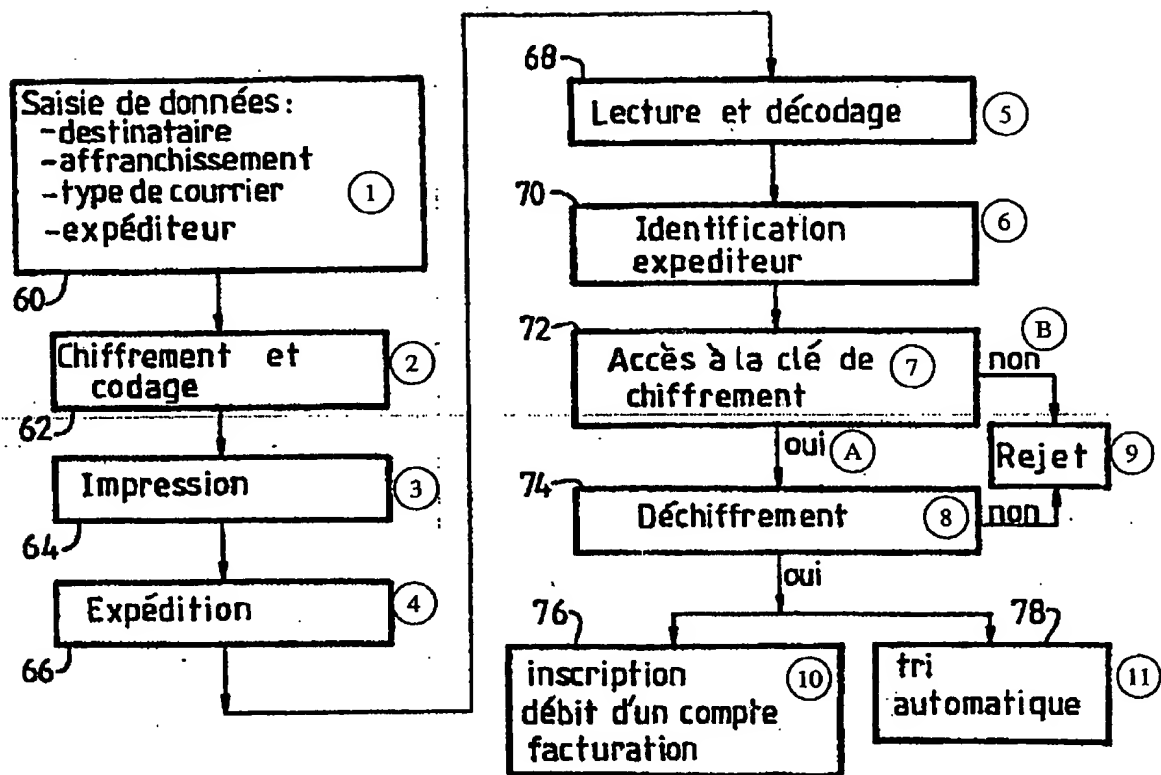 Saisie de données:
-destinataire
-affranchissement
-type de courrier
-expéditeur
1
60
Chiffrement et
codage
2
62
Impression
3
64
Expédition
4
66
68
Lecture et décodage
5
70
Identification
expediteur
6
72
Accès à la clé de
chiffrement
7
non
B
oui
A
Rejet
9
74
Déchiffrement
8
non
oui
76
inscription
débit d'un compte
facturation
10
78
tri
automatique
11